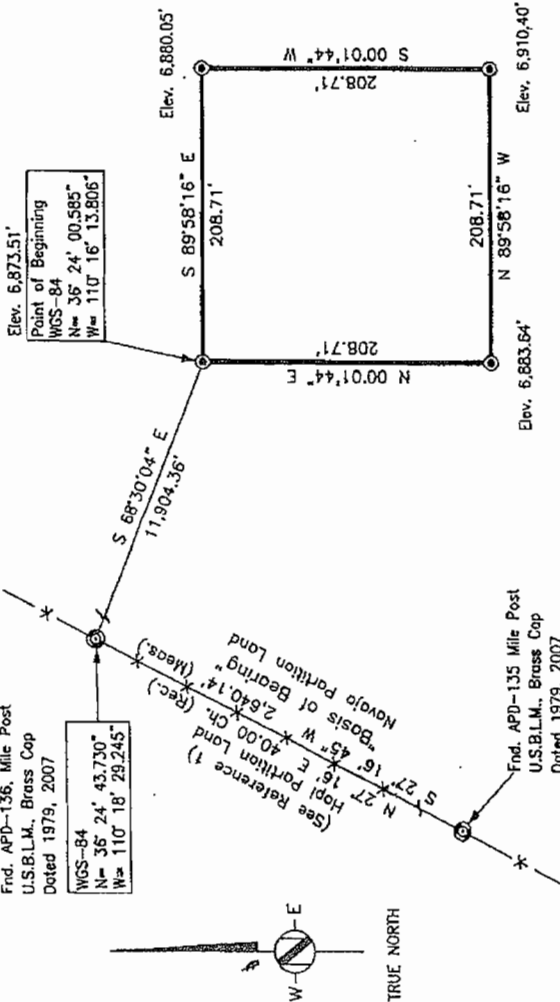 Fnd. APD-136, Mile Post
U.S.B.L.M., Brass Cap
Dated 1979, 2007
WGS-84
N= 36° 24' 43.730"
W= 110° 18' 29.245"
Elev. 6,873.51'
Point of Beginning
WGS-84
N= 36° 24' 00.585"
W= 110° 16' 13.806"
Elev. 6,880.05'
S 68°30'04" E
11,904.36'
S 89°58'16" E
208.71'
N 00°01'44" E
208.71'
S 00°01'44" W
208.71'
208.71'
N 89°58'16" W
Elev. 6,883.64'
Elev. 6,910.40'
(See Reference 1)
Hopi Partition Land
N 27° 16' E 40.00 Ch. (Rec.)
S 27° 16' 45" W 2,640.14' (Meas.)
"Basis of Bearing"
Navajo Partition Land
Fnd. APD-135 Mile Post
U.S.B.L.M., Brass Cap
Dated 1979, 2007
W
E
TRUE NORTH